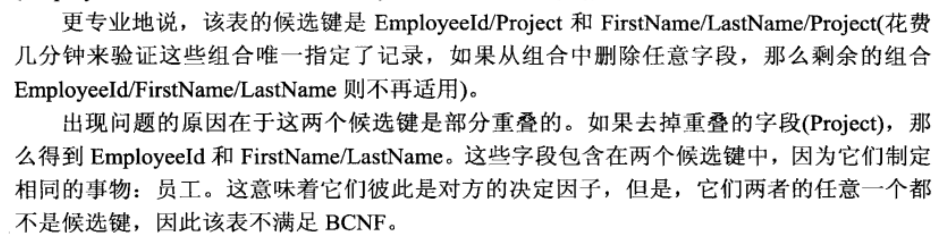 更专业地说，该表的候选键是 EmployeeId/Project 和 FirstName/LastName/Project(花费
几分钟来验证这些组合唯一指定了记录，如果从组合中删除任意字段，那么剩余的组合
EmployeeId/FirstName/LastName 则不再适用)。
出现问题的原因在于这两个候选键是部分重叠的。如果去掉重叠的字段(Project)，那
么得到 EmployeeId 和 FirstName/LastName。这些字段包含在两个候选键中，因为它们制定
相同的事物：员工。这意味着它们彼此是对方的决定因子，但是，它们两者的任意一个都
不是候选键，因此该表不满足 BCNF。